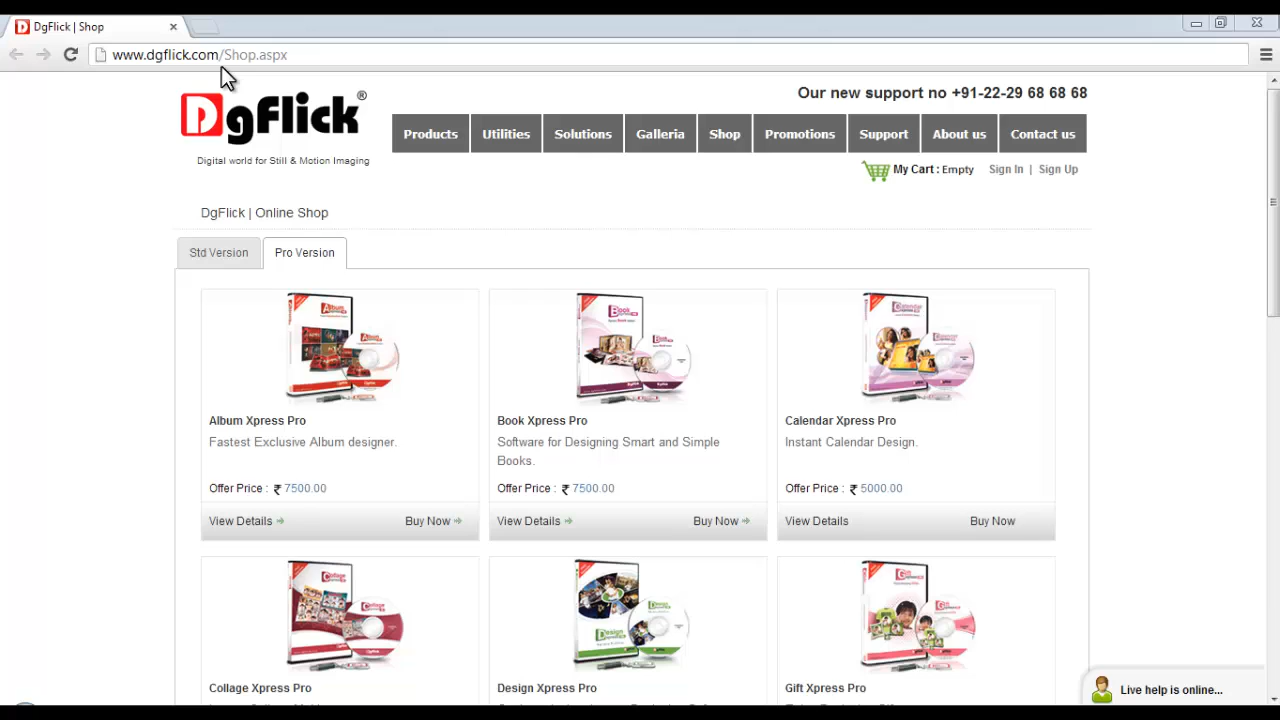 DgFlick | Shop
www.dgflick.com/Shop.aspx
DgFlick®
Digital world for Still & Motion Imaging
Our new support no +91-22-29 68 68 68
Products Utilities Solutions Galleria Shop Promotions Support About us Contact us
My Cart : Empty Sign In | Sign Up
DgFlick | Online Shop
Std Version Pro Version
Album Xpress Pro
Fastest Exclusive Album designer.
Offer Price : ₹ 7500.00
View Details Buy Now
Book Xpress Pro
Software for Designing Smart and Simple
Books.
Offer Price : ₹ 7500.00
View Details Buy Now
Calendar Xpress Pro
Instant Calendar Design.
Offer Price : ₹ 5000.00
View Details Buy Now
Collage Xpress Pro
Design Xpress Pro
Gift Xpress Pro
Live help is online...